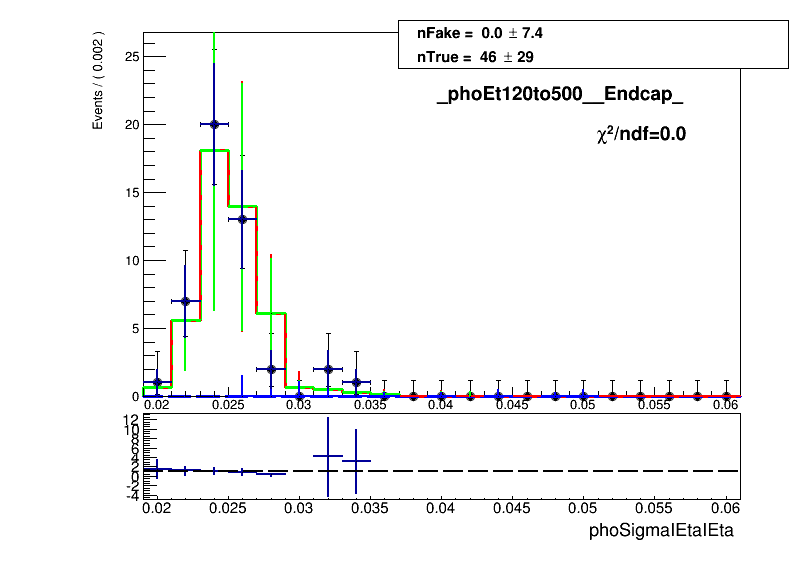 nFake = 0.0 ± 7.4
nTrue = 46 ± 29
_phoEt120to500__Endcap_
χ²/ndf=0.0
Events / ( 0.002 )
25
20
15
10
5
0
0.02 0.025 0.03 0.035 0.04 0.045 0.05 0.055 0.06
12
10
8
6
4
2
0
-2
-4
0.02 0.025 0.03 0.035 0.04 0.045 0.05 0.055 0.06
phoSigmaIEtaIEta